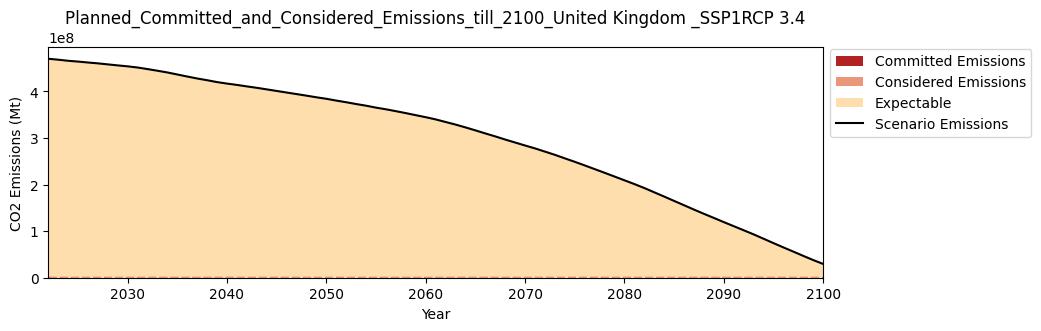 Planned_Committed_and_Considered_Emissions_till_2100_United Kingdom _SSP1RCP 3.4
1e8
Committed Emissions
Considered Emissions
Expectable
Scenario Emissions
CO2 Emissions (Mt)
4
3
2
1
0
2030 2040 2050 2060 2070 2080 2090 2100
Year